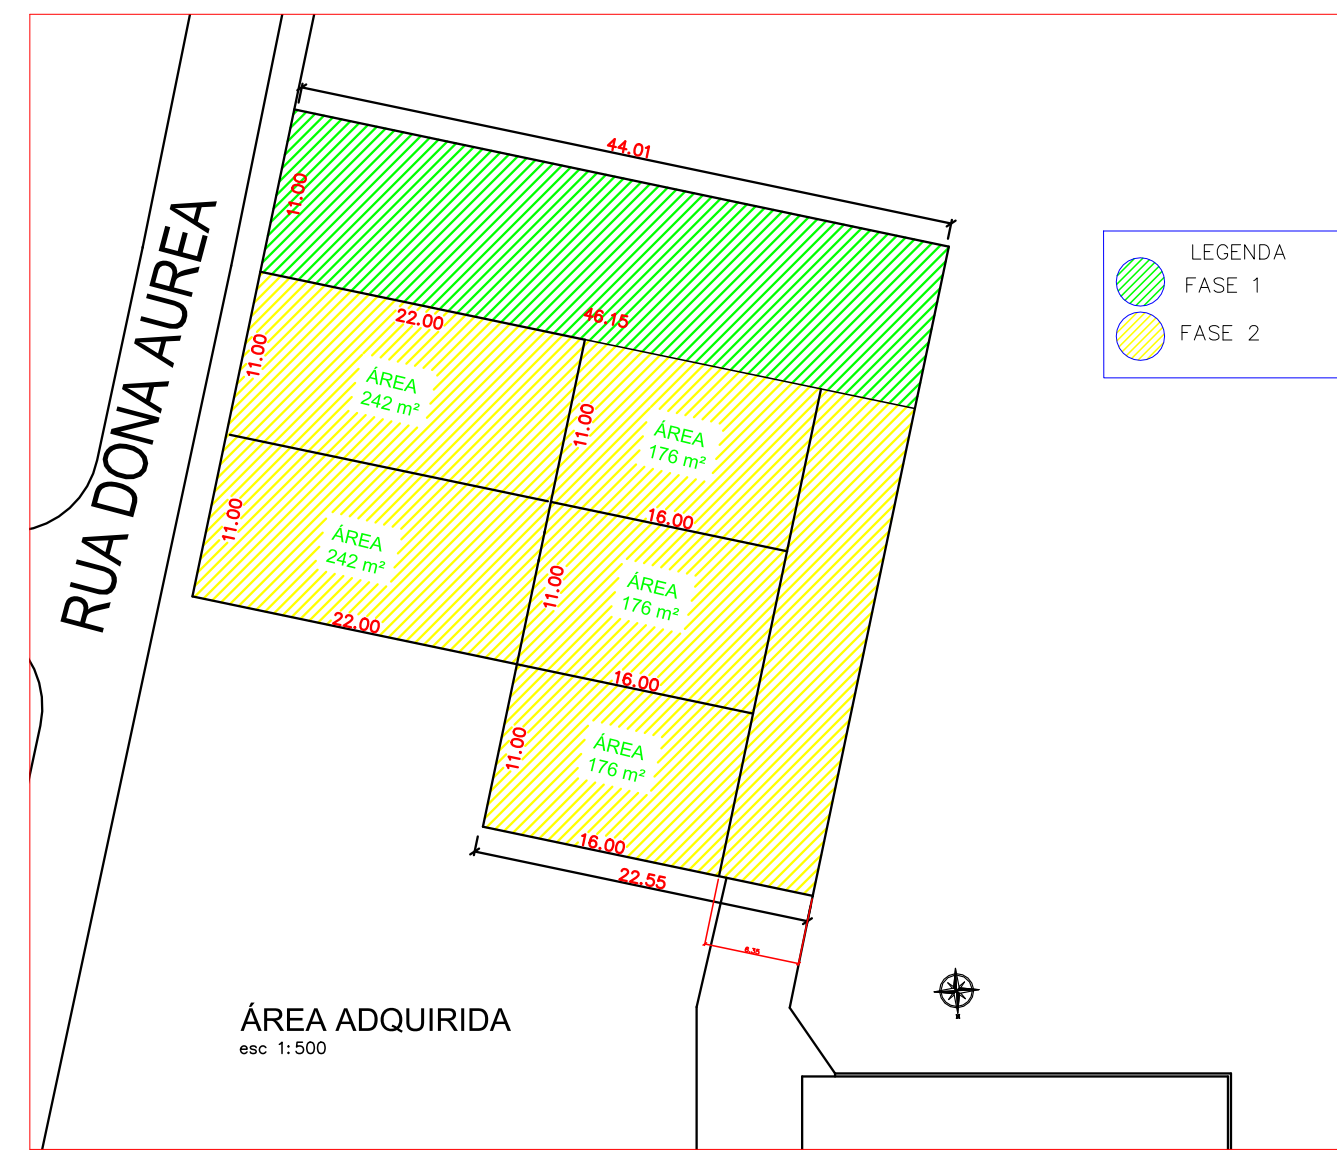 44.01
11.00
RUA DONA AUREA
LEGENDA
FASE 1
FASE 2
22.00
46.15
11.00
ÁREA
242 m²
11.00
ÁREA
176 m²
11.00
ÁREA
242 m²
16.00
11.00
ÁREA
176 m²
22.00
16.00
11.00
ÁREA
176 m²
16.00
22.55
6.35
ÁREA ADQUIRIDA
esc 1:500